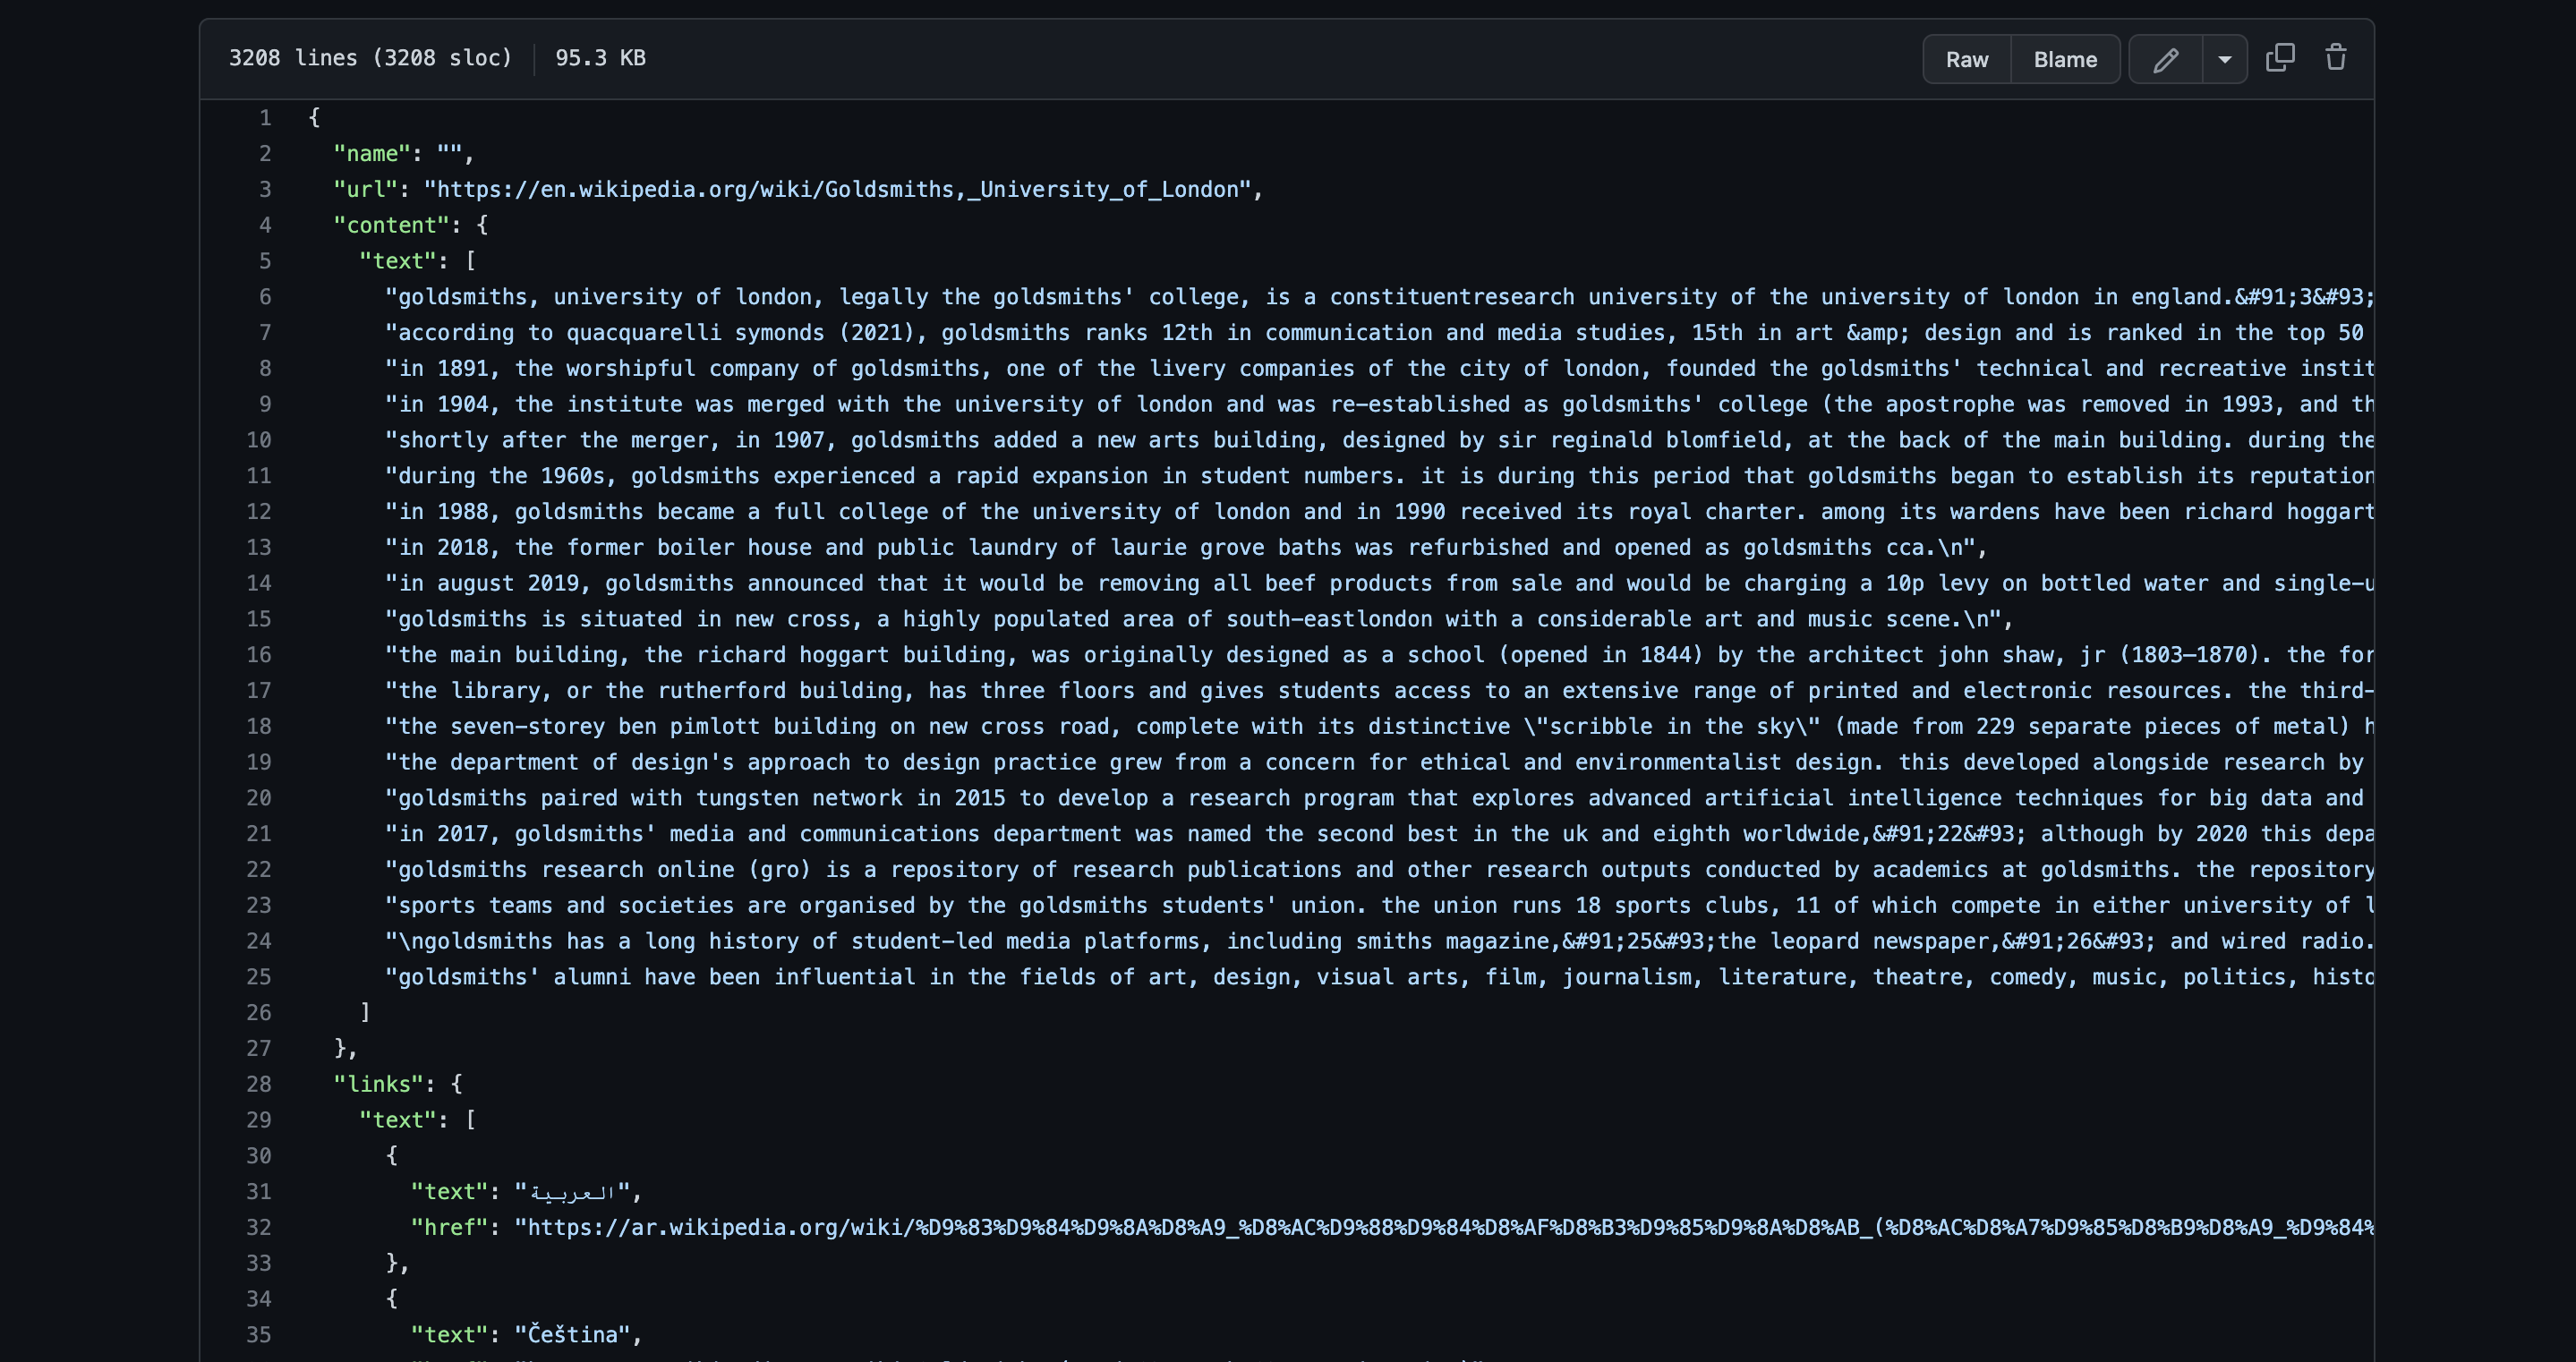 3208 lines (3208 sloc) 95.3 KB Raw Blame
1 {
2 "name": "",
3 "url": "https://en.wikipedia.org/wiki/Goldsmiths,_University_of_London",
4 "content": {
5 "text": [
6 "goldsmiths, university of london, legally the goldsmiths' college, is a constituentresearch university of the university of london in england.&#91;3&#93;
7 "according to quacquarelli symonds (2021), goldsmiths ranks 12th in communication and media studies, 15th in art &amp; design and is ranked in the top 50
8 "in 1891, the worshipful company of goldsmiths, one of the livery companies of the city of london, founded the goldsmiths' technical and recreative instit
9 "in 1904, the institute was merged with the university of london and was re-established as goldsmiths' college (the apostrophe was removed in 1993, and th
10 "shortly after the merger, in 1907, goldsmiths added a new arts building, designed by sir reginald blomfield, at the back of the main building. during the
11 "during the 1960s, goldsmiths experienced a rapid expansion in student numbers. it is during this period that goldsmiths began to establish its reputation
12 "in 1988, goldsmiths became a full college of the university of london and in 1990 received its royal charter. among its wardens have been richard hoggart
13 "in 2018, the former boiler house and public laundry of laurie grove baths was refurbished and opened as goldsmiths cca.\n",
14 "in august 2019, goldsmiths announced that it would be removing all beef products from sale and would be charging a 10p levy on bottled water and single-u
15 "goldsmiths is situated in new cross, a highly populated area of south-eastlondon with a considerable art and music scene.\n",
16 "the main building, the richard hoggart building, was originally designed as a school (opened in 1844) by the architect john shaw, jr (1803–1870). the for
17 "the library, or the rutherford building, has three floors and gives students access to an extensive range of printed and electronic resources. the third-
18 "the seven-storey ben pimlott building on new cross road, complete with its distinctive \"scribble in the sky\" (made from 229 separate pieces of metal) h
19 "the department of design's approach to design practice grew from a concern for ethical and environmentalist design. this developed alongside research by
20 "goldsmiths paired with tungsten network in 2015 to develop a research program that explores advanced artificial intelligence techniques for big data and
21 "in 2017, goldsmiths' media and communications department was named the second best in the uk and eighth worldwide,&#91;22&#93; although by 2020 this depa
22 "goldsmiths research online (gro) is a repository of research publications and other research outputs conducted by academics at goldsmiths. the repository
23 "sports teams and societies are organised by the goldsmiths students' union. the union runs 18 sports clubs, 11 of which compete in either university of l
24 "\ngoldsmiths has a long history of student-led media platforms, including smiths magazine,&#91;25&#93;the leopard newspaper,&#91;26&#93; and wired radio.
25 "goldsmiths' alumni have been influential in the fields of art, design, visual arts, film, journalism, literature, theatre, comedy, music, politics, histo
26 ]
27 },
28 "links": {
29 "text": [
30 {
31 "text": "العربية",
32 "href": "https://ar.wikipedia.org/wiki/%D9%83%D9%84%D9%8A%D8%A9_%D8%AC%D9%88%D9%84%D8%AF%D8%B3%D9%85%D9%8A%D8%AB_(%D8%AC%D8%A7%D9%85%D8%B9%D8%A9_%D9%84%
33 },
34 {
35 "text": "Čeština",